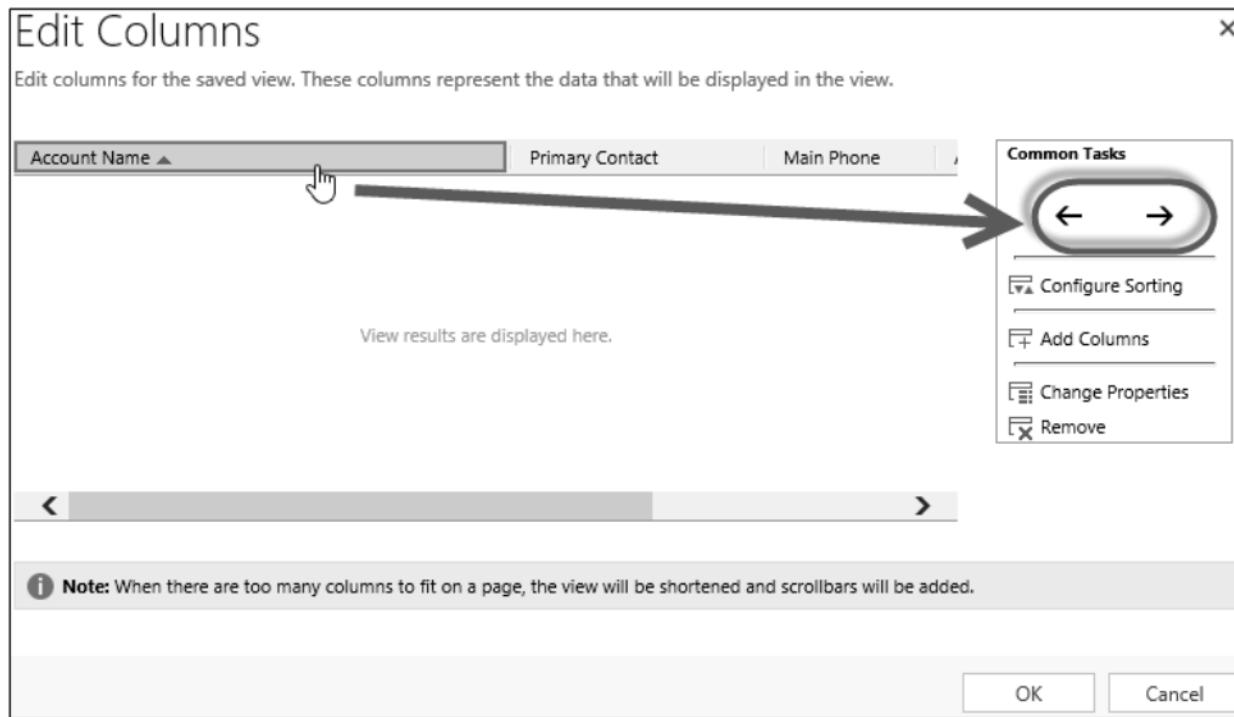 Edit Columns
Edit columns for the saved view. These columns represent the data that will be displayed in the view.
Account Name Primary Contact Main Phone
Common Tasks
Configure Sorting
View results are displayed here.
Add Columns
Change Properties
Remove
Note: When there are too many columns to fit on a page, the view will be shortened and scrollbars will be added.
OK Cancel